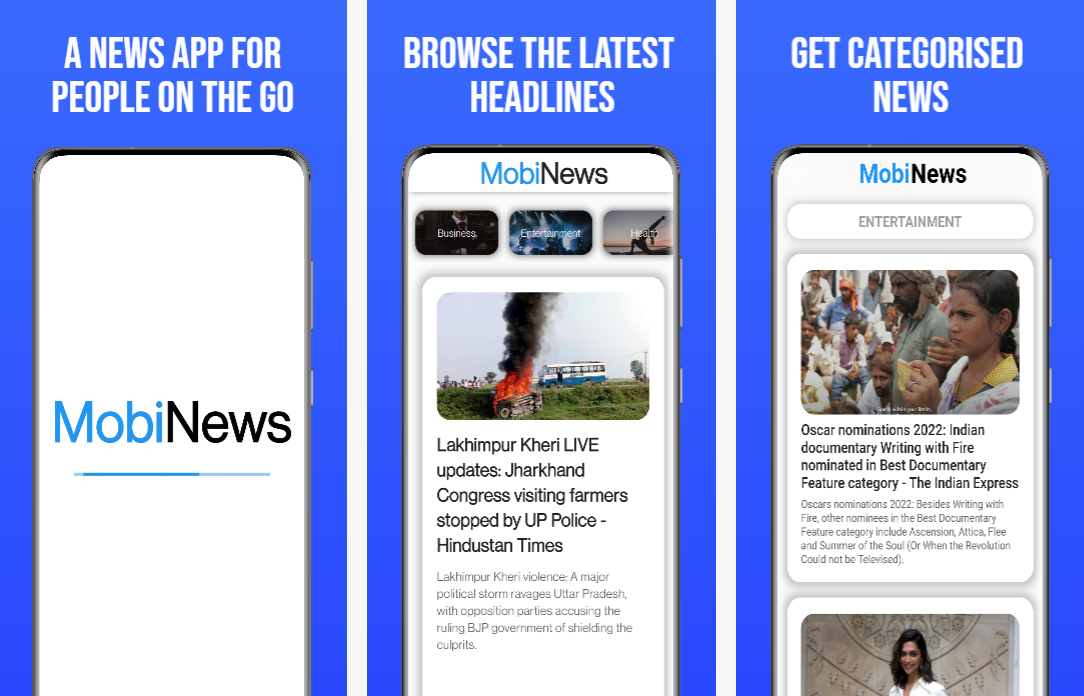 A NEWS APP FOR
PEOPLE ON THE GO
MobiNews
BROWSE THE LATEST
HEADLINES
MobiNews
Business
Entertainment
Health
Lakhimpur Kheri LIVE
updates: Jharkhand
Congress visiting farmers
stopped by UP Police -
Hindustan Times
Lakhimpur Kheri violence: A major
political storm ravages Uttar Pradesh,
with opposition parties accusing the
ruling BJP government of shielding the
culprits.
GET CATEGORISED
NEWS
MobiNews
ENTERTAINMENT
Oscar nominations 2022: Indian
documentary Writing with Fire
nominated in Best Documentary
Feature category - The Indian Express
Oscars nominations 2022: Besides Writing with
Fire, other nominees in the Best Documentary
Feature category include Ascension, Attica, Flee
and Summer of the Soul (Or When the Revolution
Could not be Televised).